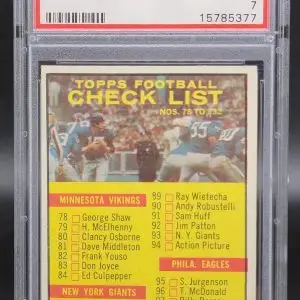 7
15785377
TOPPS FOOTBALL
CHECK LIST
NOS. 78 TO 132
MINNESOTA VIKINGS
78 George Shaw
79 H. McElhenny
80 Clancy Osborne
81 Dave Middleton
82 Frank Youso
83 Don Joyce
84 Ed Culpepper
NEW YORK GIANTS
89 Ray Wietecha
90 Andy Robustelli
91 Sam Huff
92 Jim Patton
93 N.Y. Giants
94 Action Picture
PHILA. EAGLES
95 S. Jurgenson
96 T. McDonald